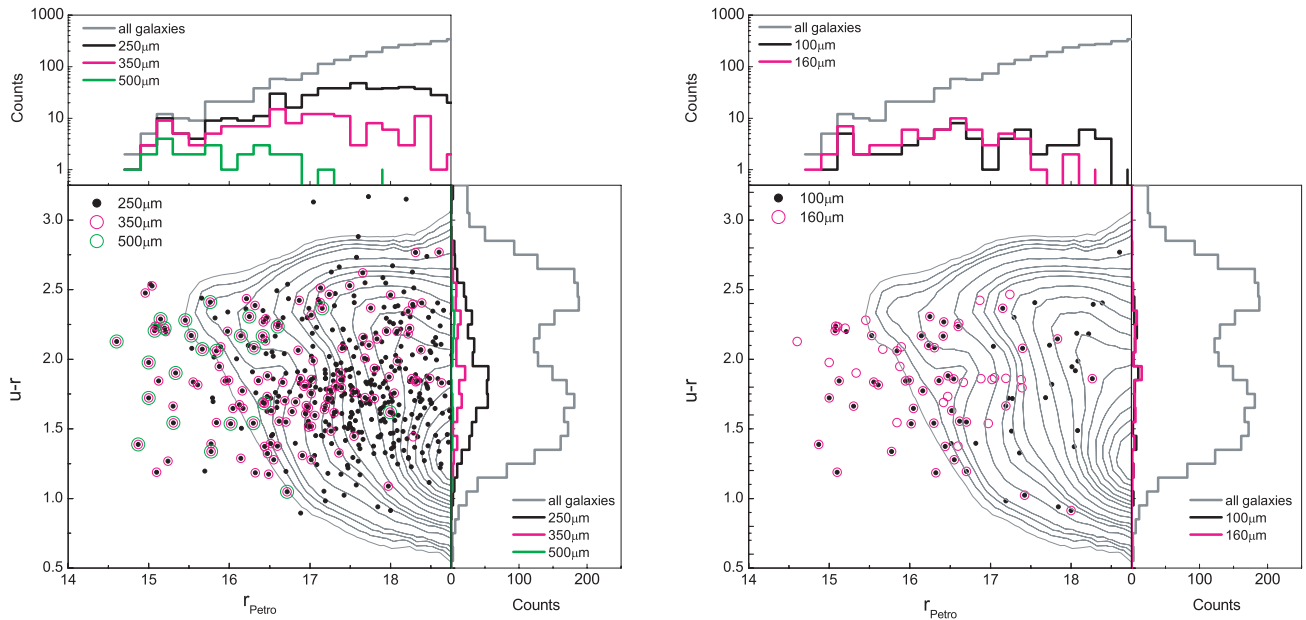 1000
100
10
1
Counts
all galaxies
250μm
350μm
500μm
3.0
2.5
2.0
1.5
1.0
0.5
u-r
250μm
350μm
500μm
all galaxies
250μm
350μm
500μm
14 15 16 17 18 0 100 200
r Petro
Counts
1000
100
10
1
Counts
all galaxies
100μm
160μm
3.0
2.5
2.0
1.5
1.0
0.5
u-r
100μm
160μm
all galaxies
100μm
160μm
14 15 16 17 18 0 100 200
r Petro
Counts